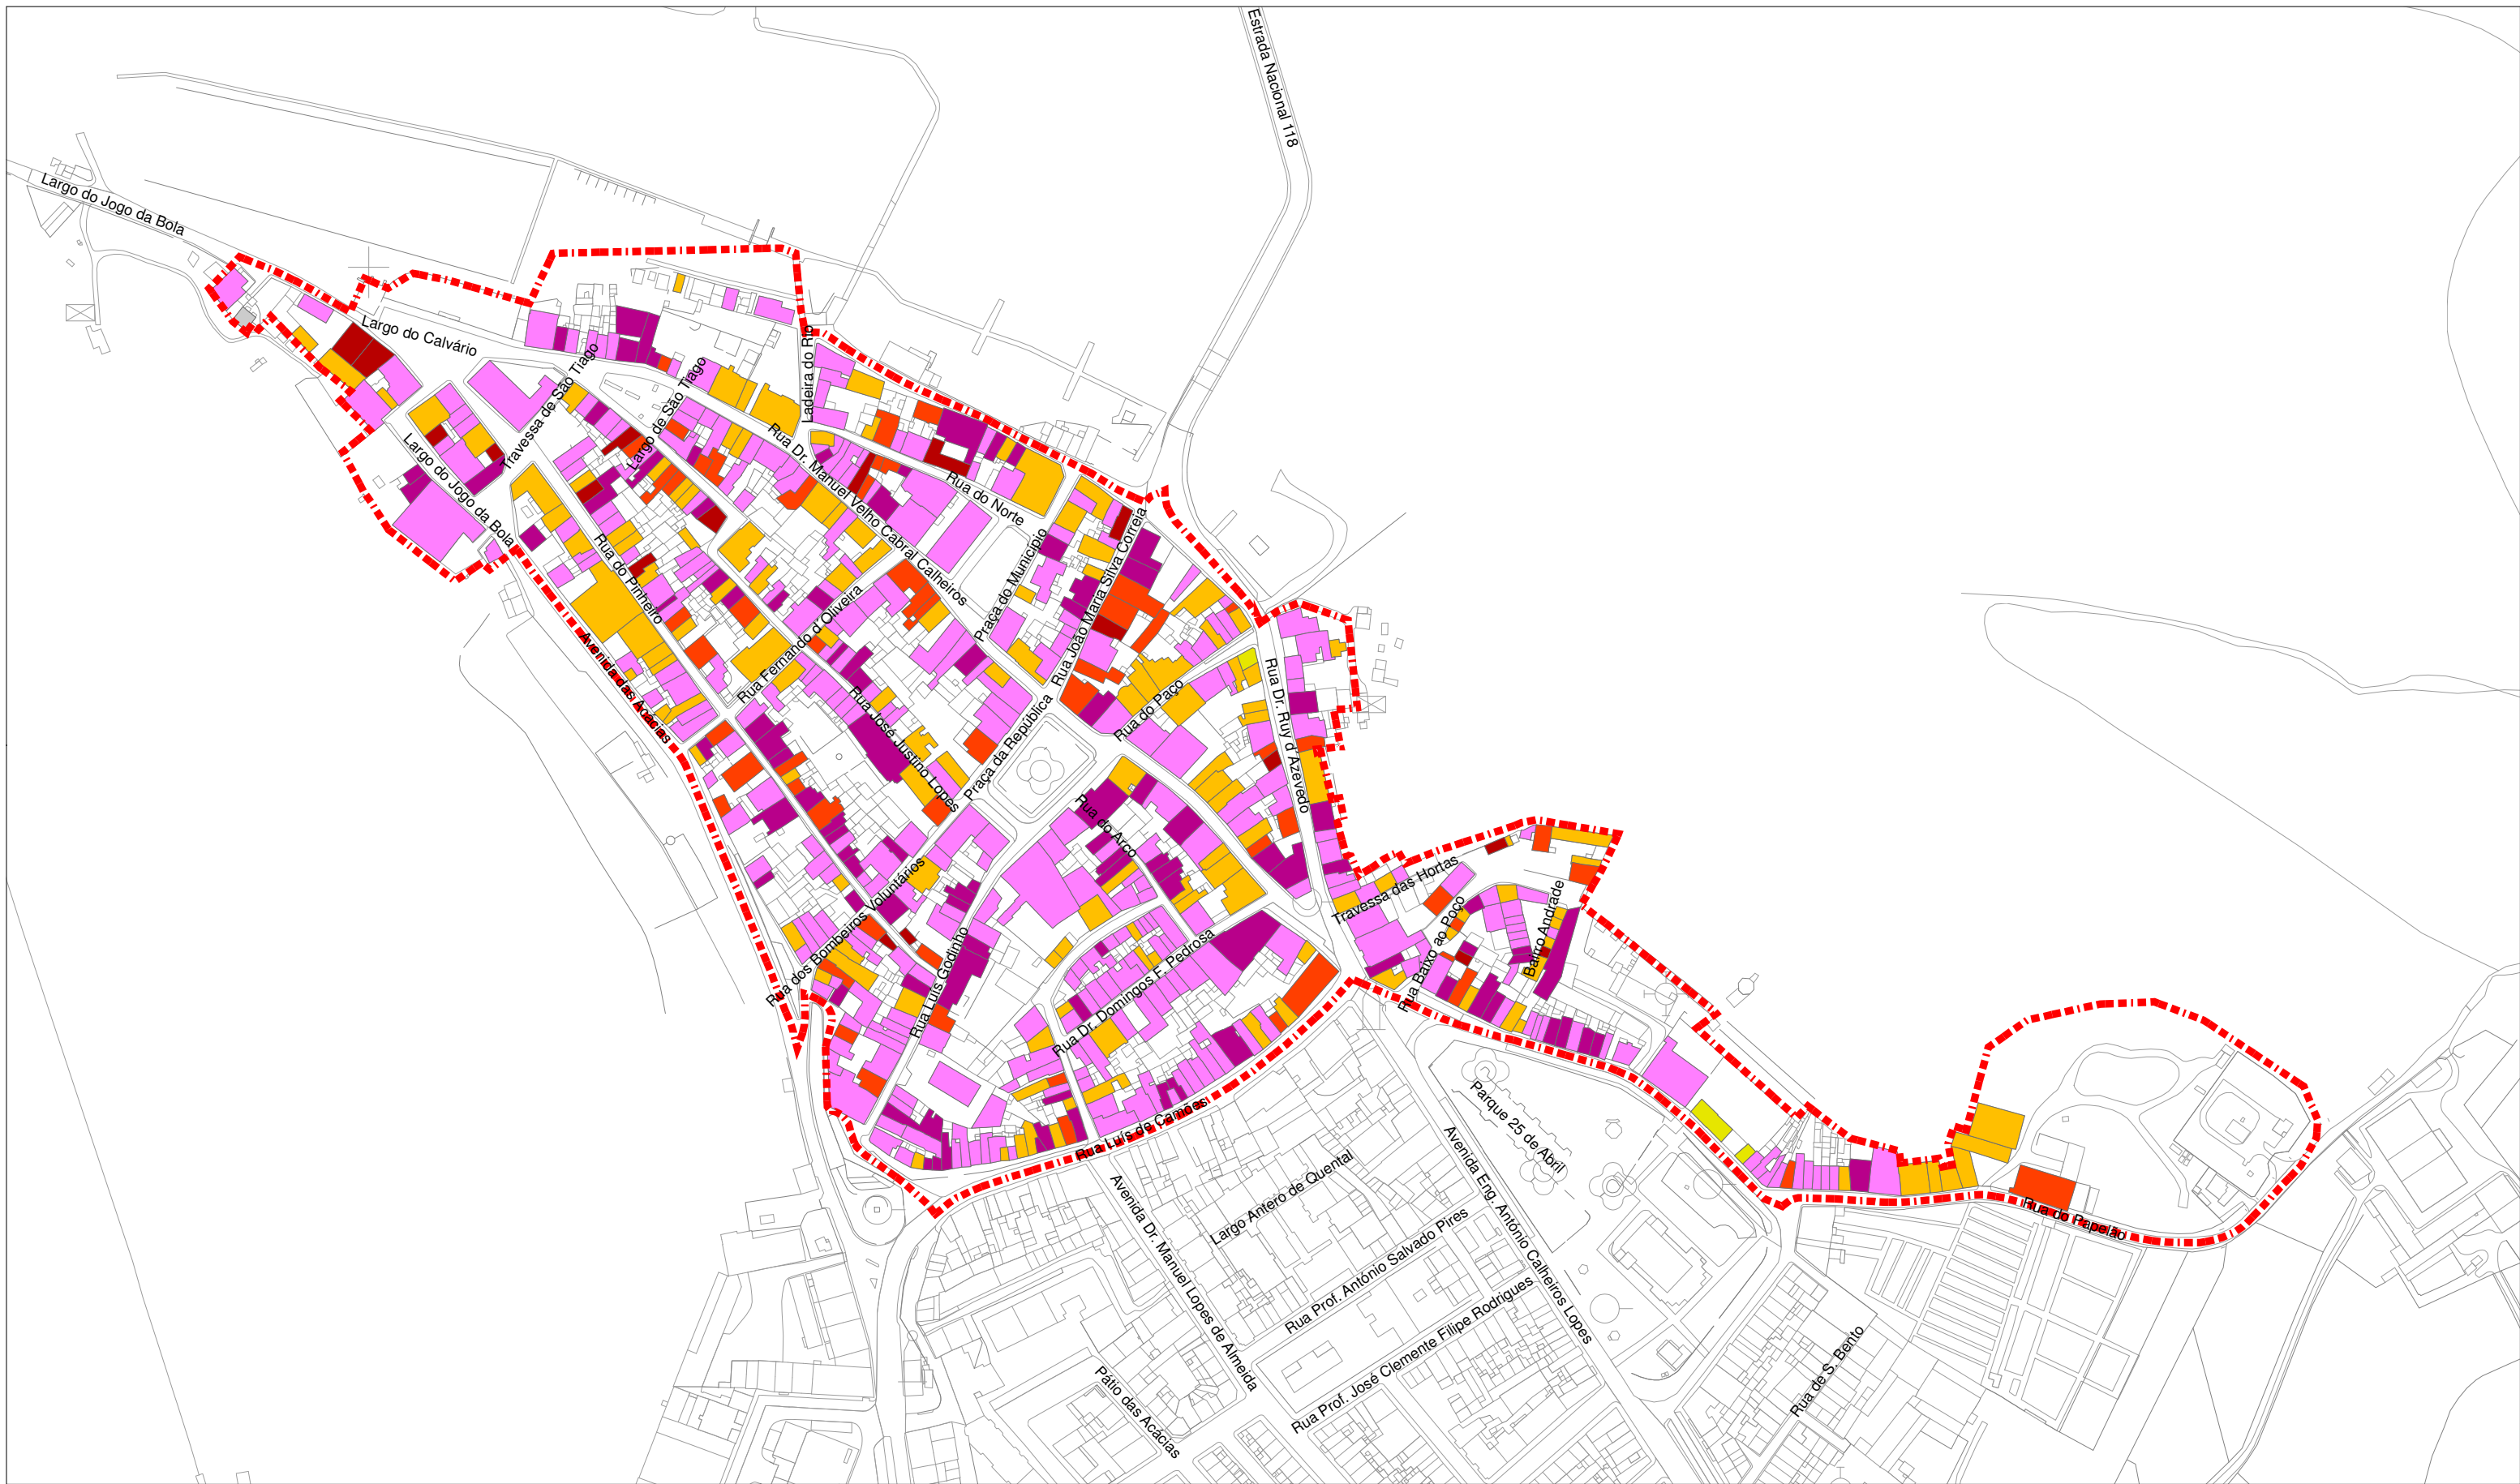 Estrada Nacional 118
Largo do Jogo da Bola
Largo do Calvário
Ladeira do Rio
Travessa de São Tiago
Largo de São Tiago
Largo do Jogo da Bola
Rua Dr. Manuel Velho Cabral Calheiros
Rua do Norte
Praça do Município
Rua João Maria Silva Correia
Rua do Pinheiro
Rua Fernando d'Oliveira
Avenida das Acácias
Rua José Justino Lopes
Praça da República
Rua do Paço
Rua Dr. Ruy d'Azevedo
Rua do Arco
Rua dos Bombeiros Voluntários
Rua Luís Godinho
Rua Dr. Domingos F. Pedrosa
Travessa das Hortas
Rua Baixo ao Poço
Bairro Andrade
Rua Luís de Camões
Parque 25 de Abril
Avenida Eng. António Calheiros Lopes
Largo Antero de Quental
Avenida Dr. Manuel Lopes de Almeida
Rua Prof. António Salvado Pires
Rua Prof. José Clemente Filipe Rodrigues
Pátio das Acácias
Rua do Papelão
Rua de S. Bento